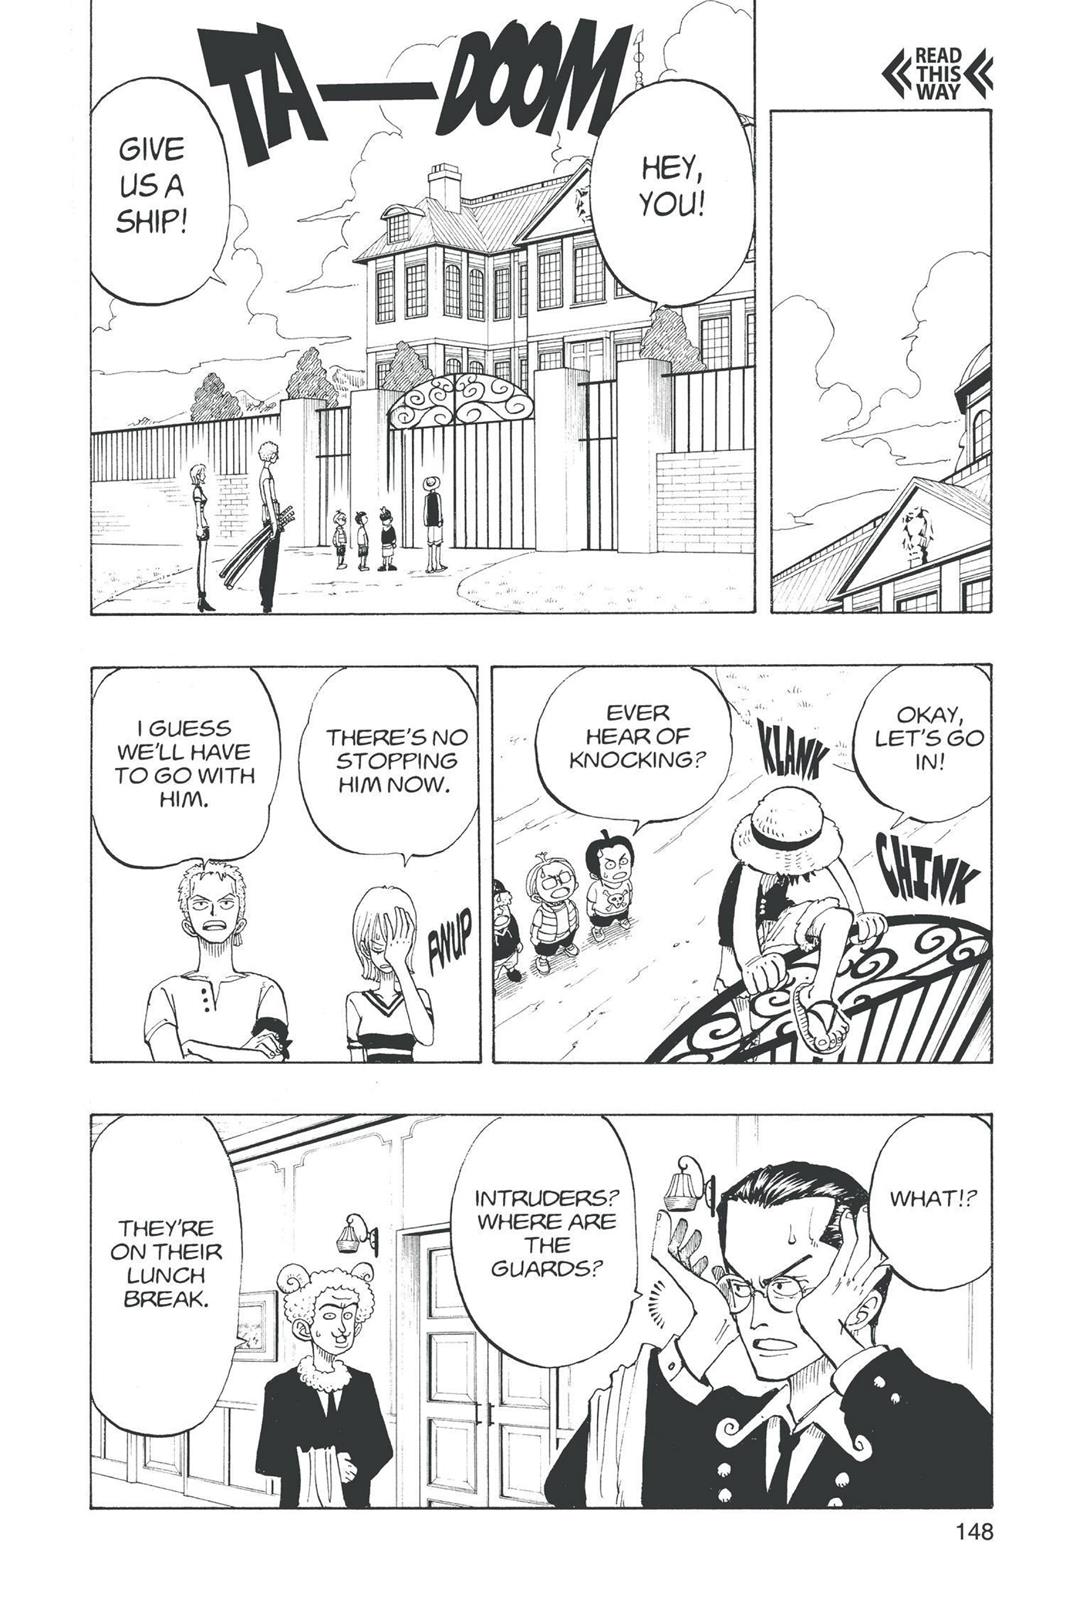 READ
THIS
WAY
TA—DOOM
HEY,
YOU!
GIVE
US A
SHIP!
OKAY,
LET'S GO
IN!
KLANK
CHINK
EVER
HEAR OF
KNOCKING?
THERE'S NO
STOPPING
HIM NOW.
FWUP
I GUESS
WE'LL HAVE
TO GO WITH
HIM.
WHAT!?
INTRUDERS?
WHERE ARE
THE
GUARDS?
THEY'RE
ON THEIR
LUNCH
BREAK.
148